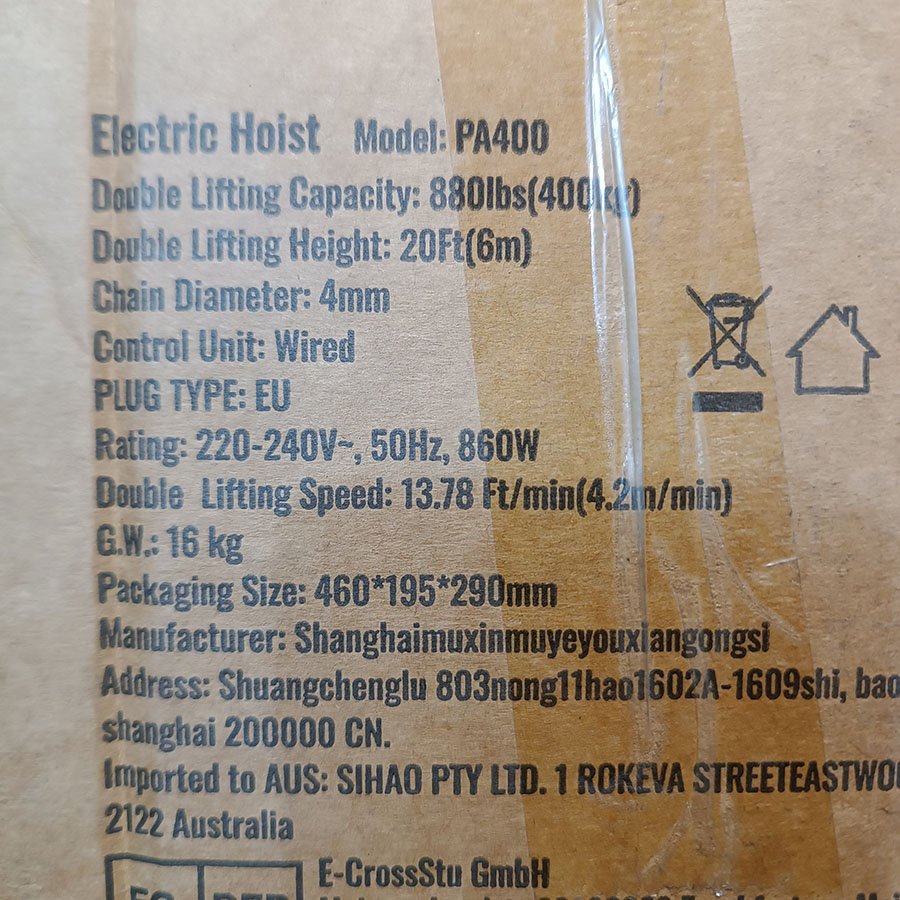 Electric Hoist Model: PA400
Double Lifting Capacity: 880lbs(400kg)
Double Lifting Height: 20Ft(6m)
Chain Diameter: 4mm
Control Unit: Wired
PLUG TYPE: EU
Rating: 220-240V~, 50Hz, 860W
Double Lifting Speed: 13.78 Ft/min(4.2m/min)
G.W.: 16 kg
Packaging Size: 460*195*290mm
Manufacturer: Shanghaimuxinmuyeyouxiangongsi
Address: Shuangchenglu 803nong11hao1602A-1609shi, bao
shanghai 200000 CN.
Imported to AUS: SIHAO PTY LTD. 1 ROKEVA STREETEASTWO
2122 Australia
E-CrossStu GmbH